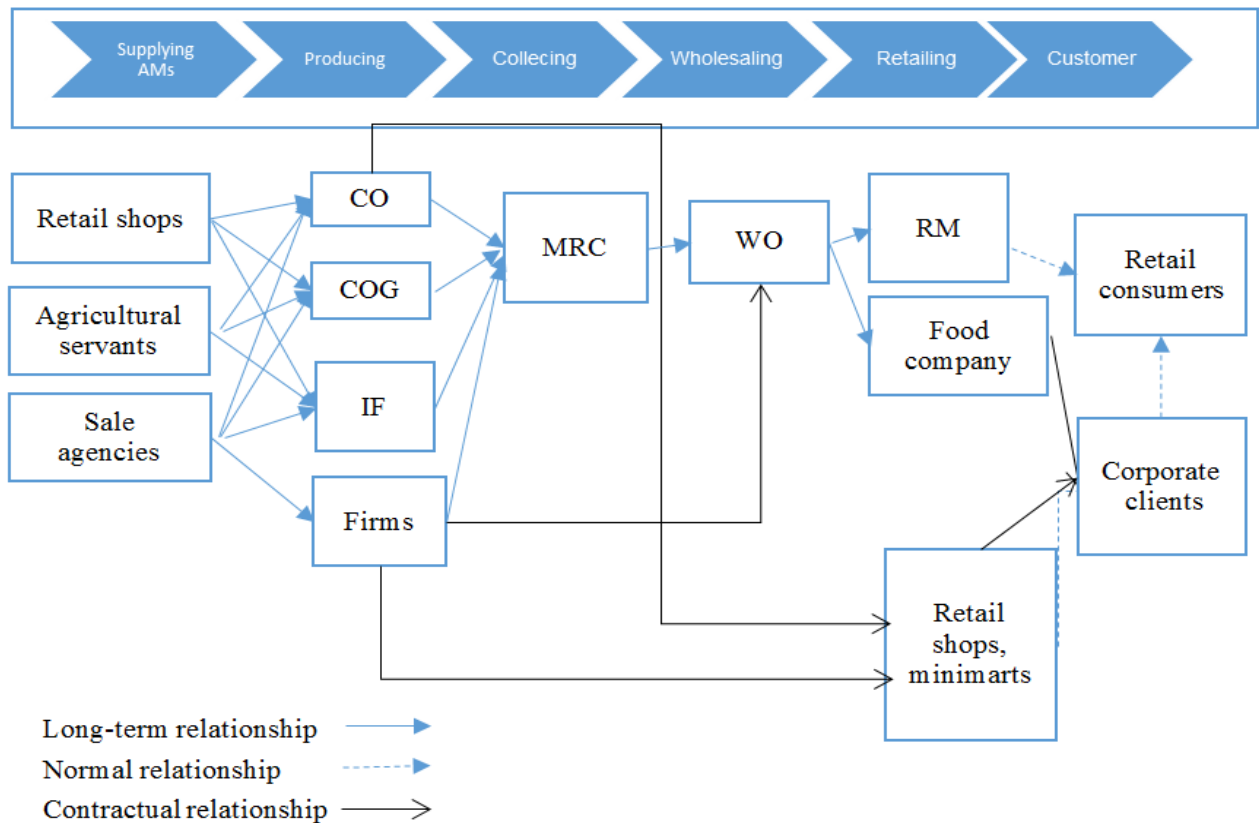 Supplying
AMs
Producing
Collecing
Wholesaling
Retailing
Customer
Retail shops
Agricultural
servants
Sale
agencies
CO
COG
IF
Firms
MRC
WO
RM
Food
company
Retail
consumers
Corporate
clients
Retail
shops,
minimarts
Long-term relationship
Normal relationship
Contractual relationship